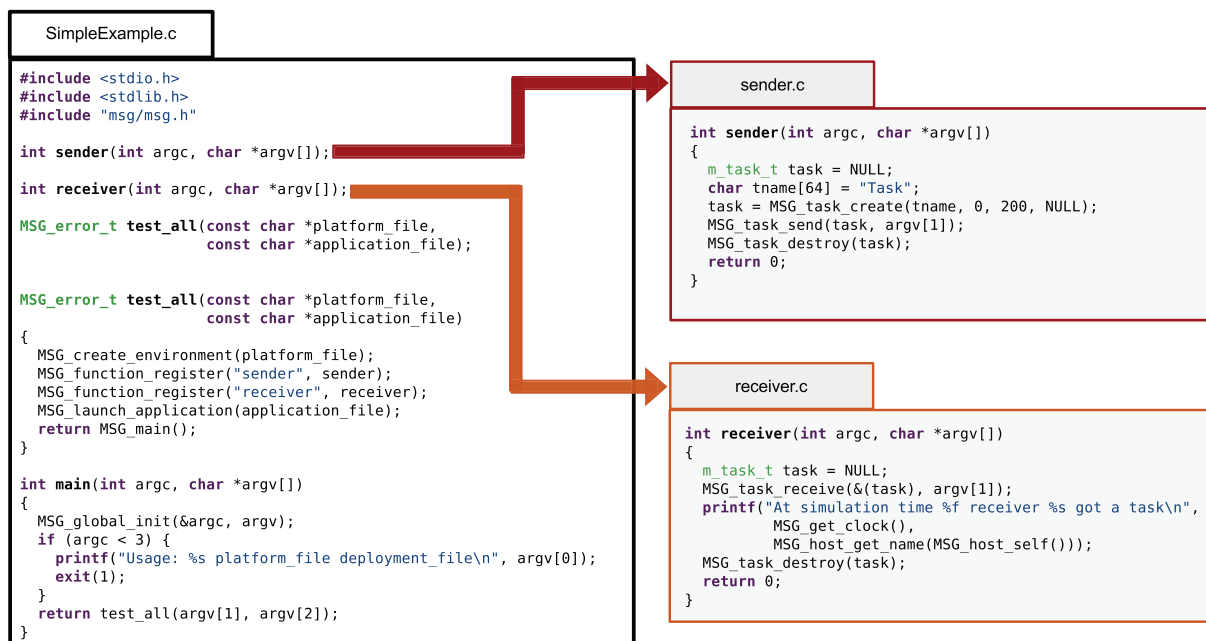 SimpleExample.c
#include <stdio.h>
#include <stdlib.h>
#include "msg/msg.h"
int sender(int argc, char *argv[]);
int receiver(int argc, char *argv[]);
MSG_error_t test_all(const char *platform_file,
                     const char *application_file);
MSG_error_t test_all(const char *platform_file,
                     const char *application_file)
{
  MSG_create_environment(platform_file);
  MSG_function_register("sender", sender);
  MSG_function_register("receiver", receiver);
  MSG_launch_application(application_file);
  return MSG_main();
}
int main(int argc, char *argv[])
{
  MSG_global_init(&argc, argv);
  if (argc < 3) {
    printf("Usage: %s platform_file deployment_file\n", argv[0]);
    exit(1);
  }
  return test_all(argv[1], argv[2]);
}
sender.c
int sender(int argc, char *argv[])
{
  m_task_t task = NULL;
  char tname[64] = "Task";
  task = MSG_task_create(tname, 0, 200, NULL);
  MSG_task_send(task, argv[1]);
  MSG_task_destroy(task);
  return 0;
}
receiver.c
int receiver(int argc, char *argv[])
{
  m_task_t task = NULL;
  MSG_task_receive(&(task), argv[1]);
  printf("At simulation time %f receiver %s got a task\n",
          MSG_get_clock(),
          MSG_host_get_name(MSG_host_self()));
  MSG_task_destroy(task);
  return 0;
}